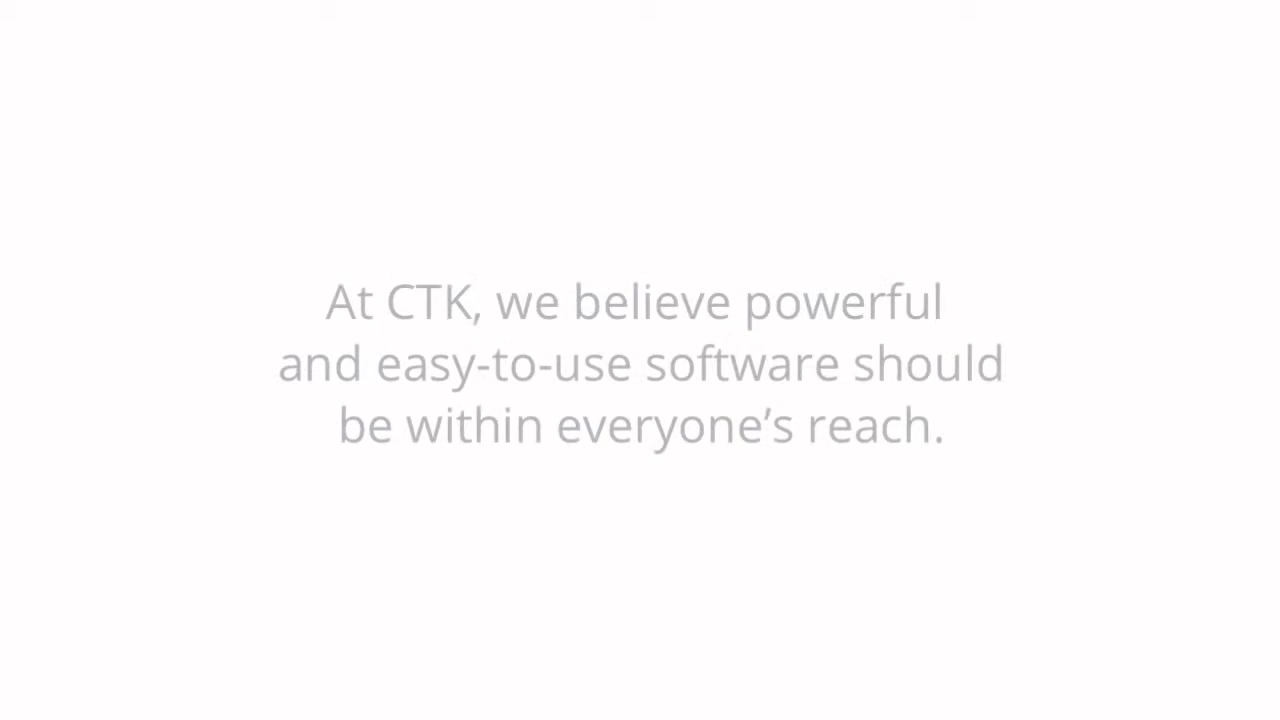 At CTK, we believe powerful
and easy-to-use software should
be within everyone’s reach.